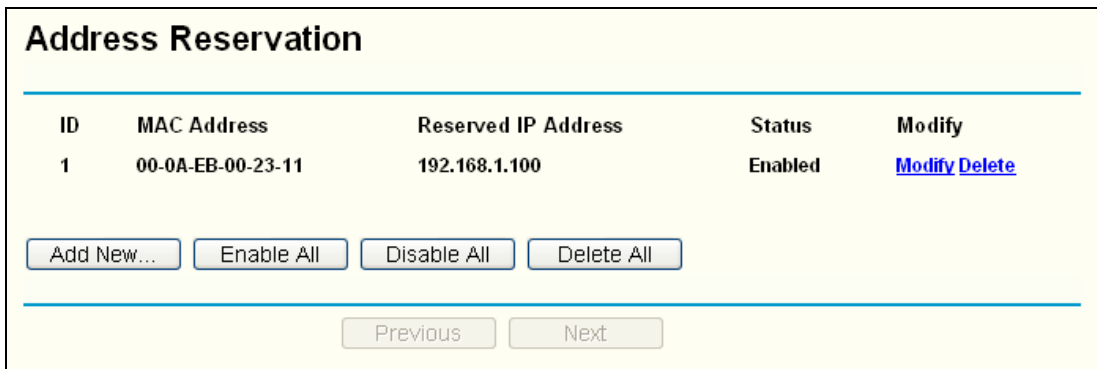 Address Reservation
ID MAC Address Reserved IP Address Status Modify
1 00-0A-EB-00-23-11 192.168.1.100 Enabled Modify Delete
Add New... Enable All Disable All Delete All
Previous Next